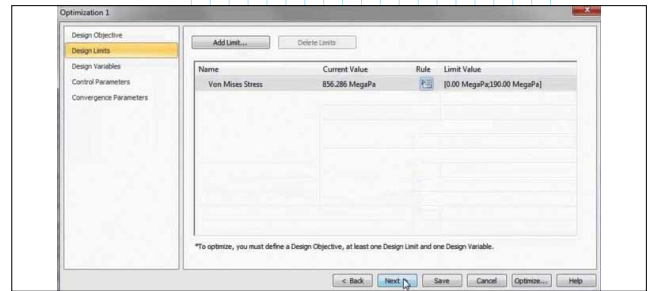 Optimization 1
Design Objective
Design Limits
Design Variables
Control Parameters
Convergence Parameters
Add Limit... Delete Limits
Name Current Value Rule Limit Value
Von Mises Stress 856.286 MegaPa [0.00 MegaPa;190.00 MegaPa]
*To optimize, you must define a Design Objective, at least one Design Limit and one Design Variable.
< Back Next Save Cancel Optimize... Help